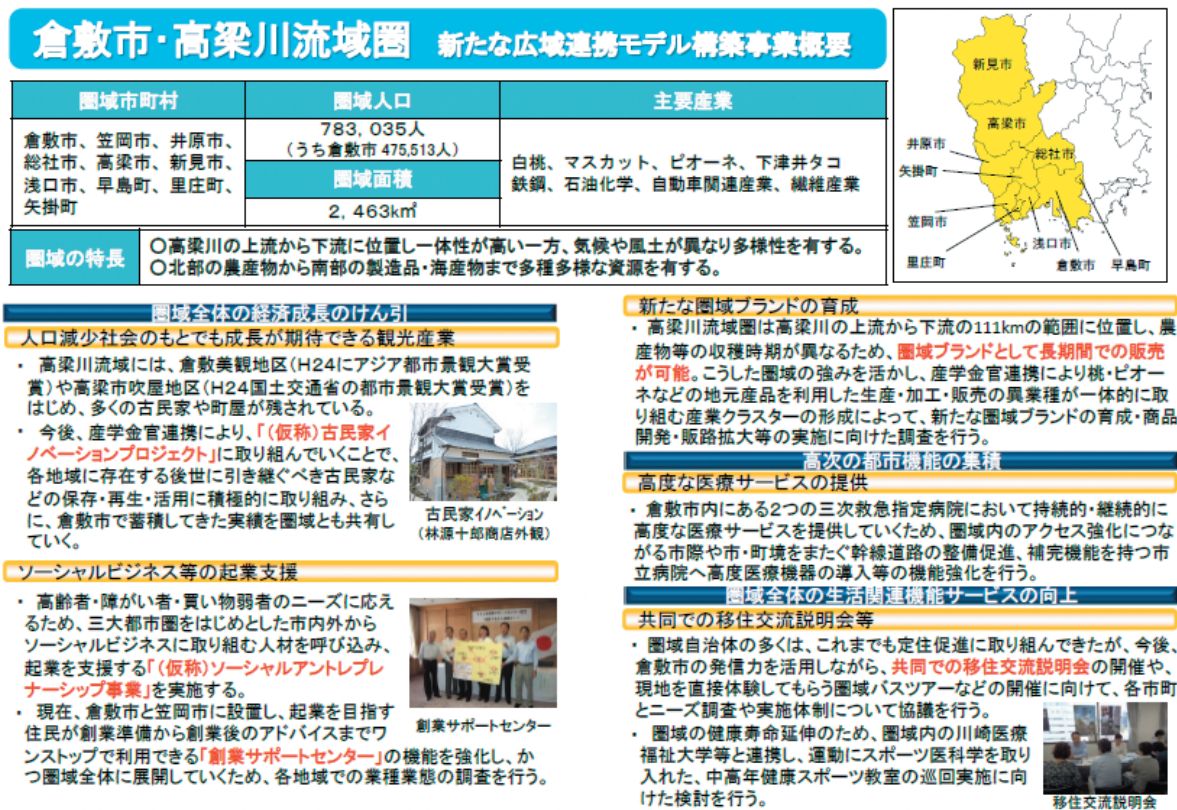 倉敷市・高梁川流域圏 新たな広域連携モデル構築事業概要
圏域市町村
圏域人口
主要産業
倉敷市、笠岡市、井原市、
総社市、高梁市、新見市、
浅口市、早島町、里庄町、
矢掛町
783,035人
(うち倉敷市 475,513人)
圏域面積
2,463k㎡
白桃、マスカット、ピオーネ、下津井タコ
鉄鋼、石油化学、自動車関連産業、繊維産業
圏域の特長
○高梁川の上流から下流に位置し一体性が高い一方、気候や風土が異なり多様性を有する。
○北部の農産物から南部の製造品・海産物まで多種多様な資源を有する。
新見市
高梁市
井原市
総社市
矢掛町
笠岡市
浅口市
里庄町
倉敷市
早島町
圏域全体の経済成長のけん引
人口減少社会のもとでも成長が期待できる観光産業
・ 高梁川流域には、倉敷美観地区(H24にアジア都市景観大賞受
賞)や高梁市吹屋地区(H24国土交通省の都市景観大賞受賞)を
はじめ、多くの古民家や町屋が残されている。
・ 今後、産学金官連携により、「(仮称)古民家イ
ノベーションプロジェクト」に取り組んでいくことで、
各地域に存在する後世に引き継ぐべき古民家な
どの保存・再生・活用に積極的に取り組み、さら
に、倉敷市で蓄積してきた実績を圏域とも共有し
ていく。
古民家イノベーション
(林源十郎商店外観)
ソーシャルビジネス等の起業支援
・ 高齢者・障がい者・買い物弱者のニーズに応え
るため、三大都市圏をはじめとした市内外から
ソーシャルビジネスに取り組む人材を呼び込み、
起業を支援する「(仮称)ソーシャルアントレプレ
ナーシップ事業」を実施する。
・ 現在、倉敷市と笠岡市に設置し、起業を目指す
住民が創業準備から創業後のアドバイスまでワ
ンストップで利用できる「創業サポートセンター」の機能を強化し、か
つ圏域全体に展開していくため、各地域での業種業態の調査を行う。
創業サポートセンター
新たな圏域ブランドの育成
・ 高梁川流域圏は高梁川の上流から下流の111kmの範囲に位置し、農
産物等の収穫時期が異なるため、圏域ブランドとして長期間での販売
が可能。こうした圏域の強みを活かし、産学金官連携により桃・ピオー
ネなどの地元産品を利用した生産・加工・販売の異業種が一体的に取
り組む産業クラスターの形成によって、新たな圏域ブランドの育成・商品
開発・販路拡大等の実施に向けた調査を行う。
高次の都市機能の集積
高度な医療サービスの提供
・ 倉敷市内にある2つの三次救急指定病院において持続的・継続的に
高度な医療サービスを提供していくため、圏域内のアクセス強化につな
がる市際や市・町境をまたぐ幹線道路の整備促進、補完機能を持つ市
立病院へ高度医療機器の導入等の機能強化を行う。
圏域全体の生活関連機能サービスの向上
共同での移住交流説明会等
・ 圏域自治体の多くは、これまでも定住促進に取り組んできたが、今後、
倉敷市の発信力を活用しながら、共同での移住交流説明会の開催や、
現地を直接体験してもらう圏域バスツアーなどの開催に向けて、各市町
とニーズ調査や実施体制について協議を行う。
・ 圏域の健康寿命延伸のため、圏域内の川崎医療
福祉大学等と連携し、運動にスポーツ医科学を取り
入れた、中高年健康スポーツ教室の巡回実施に向
けた検討を行う。
移住交流説明会